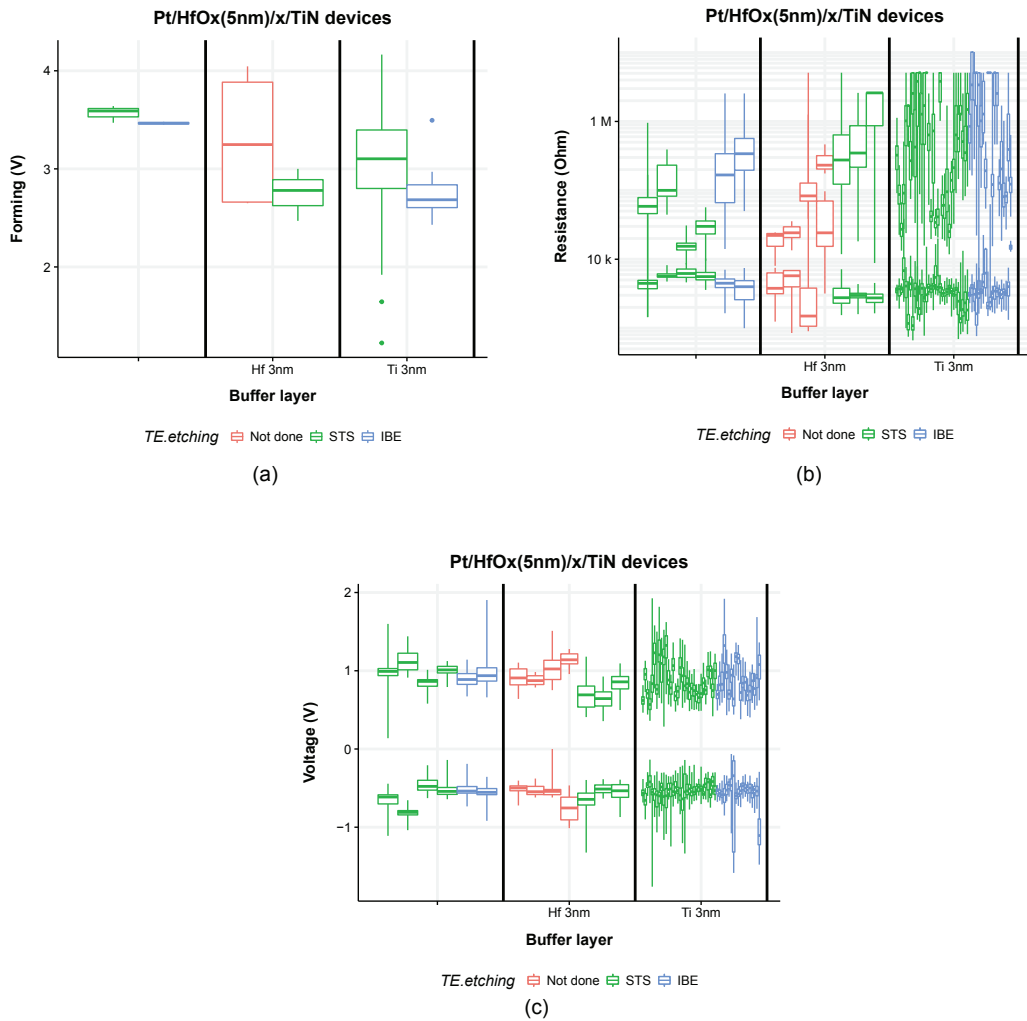 Pt/HfOx(5nm)/x/TiN devices
4
3
2
Forming (V)
Hf 3nm
Ti 3nm
Buffer layer
TE.etching Not done STS IBE
(a)
Pt/HfOx(5nm)/x/TiN devices
1 M
10 k
Resistance (Ohm)
Hf 3nm
Ti 3nm
Buffer layer
TE.etching Not done STS IBE
(b)
Pt/HfOx(5nm)/x/TiN devices
2
1
0
−1
Voltage (V)
Hf 3nm
Ti 3nm
Buffer layer
TE.etching Not done STS IBE
(c)